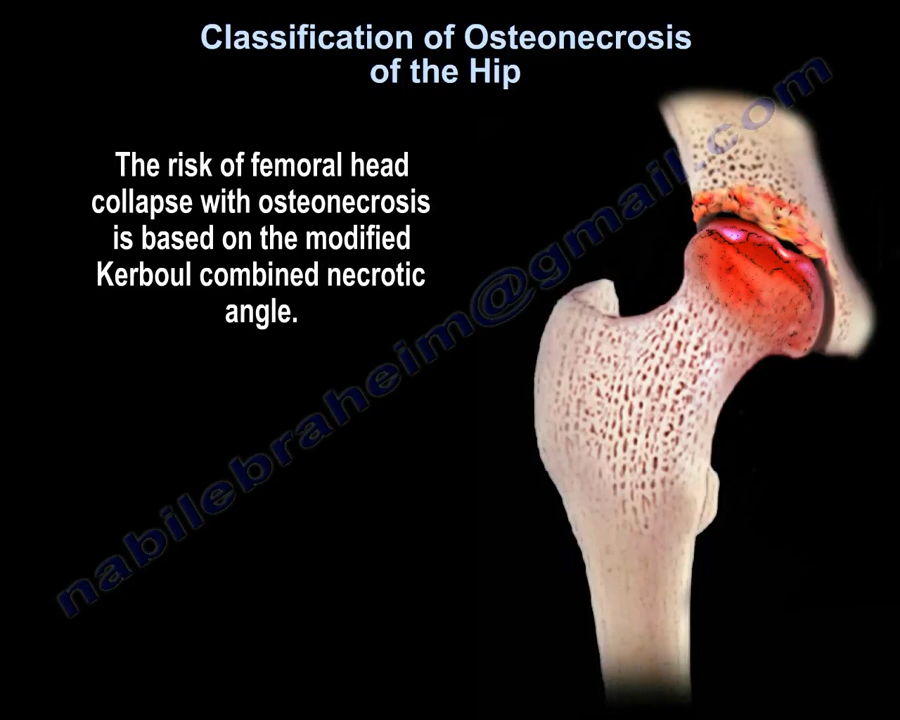 Classification of Osteonecrosis
of the Hip
The risk of femoral head
collapse with osteonecrosis
is based on the modified
Kerboul combined necrotic
angle.
nabilebraheim@gmail.com